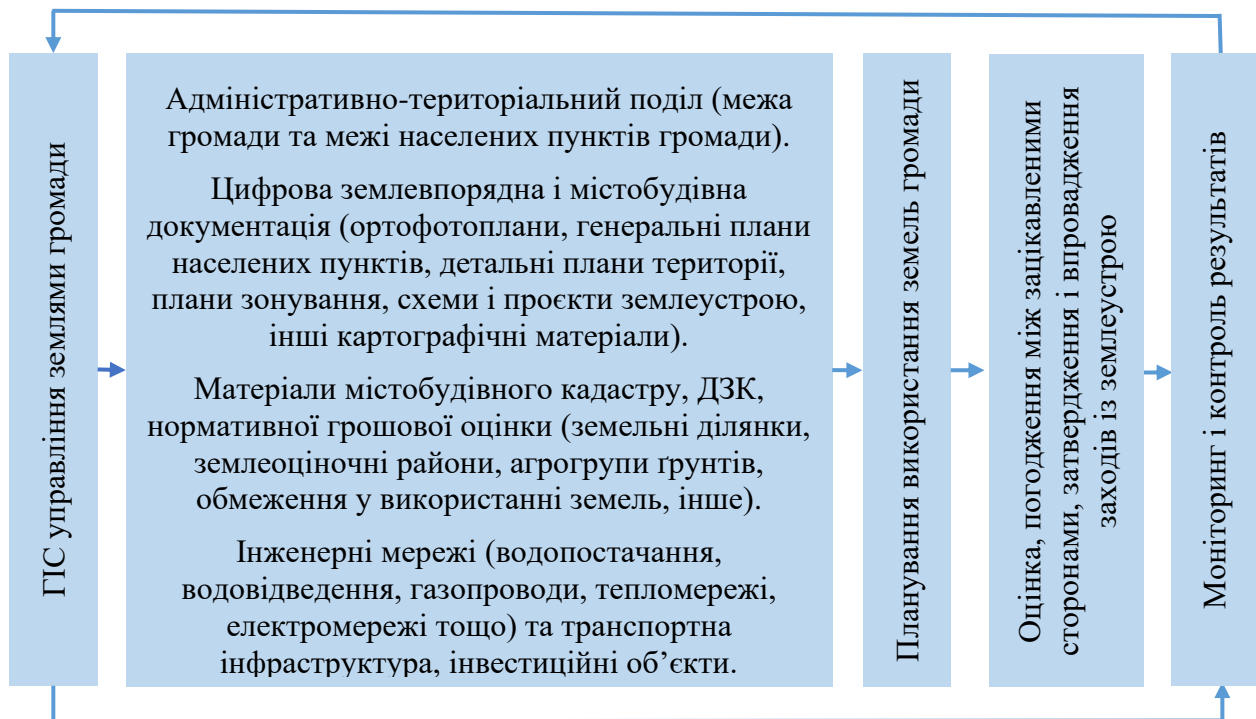 ГІС управління землями громади
Адміністративно-територіальний поділ (межа
громади та межі населених пунктів громади).
Цифрова землевпорядна і містобудівна
документація (ортофотоплани, генеральні плани
населених пунктів, детальні плани території,
плани зонування, схеми і проєкти землеустрою,
інші картографічні матеріали).
Матеріали містобудівного кадастру, ДЗК,
нормативної грошової оцінки (земельні ділянки,
землеоціночні райони, агрогрупи ґрунтів,
обмеження у використанні земель, інше).
Інженерні мережі (водопостачання,
водовідведення, газопроводи, тепломережі,
електромережі тощо) та транспортна
інфраструктура, інвестиційні об’єкти.
Планування використання земель громади
Оцінка, погодження між зацікавленими
сторонами, затвердження і впровадження
заходів із землеустрою
Моніторинг і контроль результатів